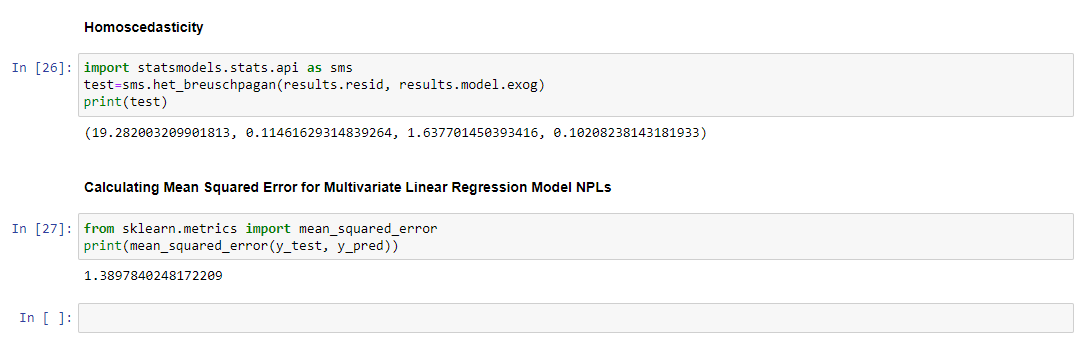 Homoscedasticity
In [26]: import statsmodels.stats.api as sms
test=sms.het_breuschpagan(results.resid, results.model.exog)
print(test)
(19.282003209901813, 0.11461629314839264, 1.637701450393416, 0.10208238143181933)
Calculating Mean Squared Error for Multivariate Linear Regression Model NPLs
In [27]: from sklearn.metrics import mean_squared_error
print(mean_squared_error(y_test, y_pred))
1.3897840248172209
In [ ]: